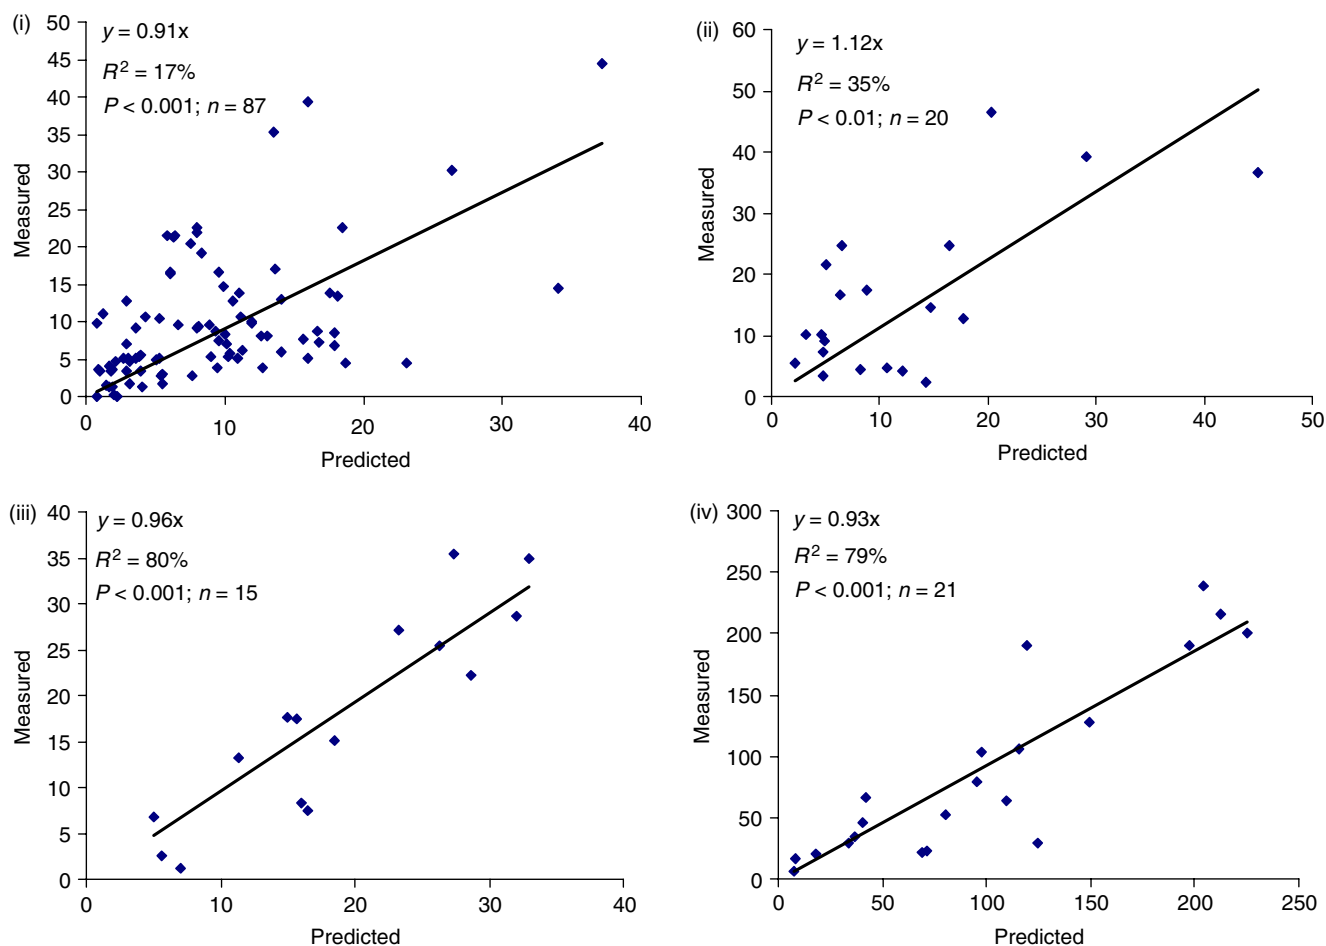 (i)
y = 0.91x
R² = 17%
P < 0.001; n = 87
Measured
50
45
40
35
30
25
20
15
10
5
0
0 10 20 30 40
Predicted
(ii)
y = 1.12x
R² = 35%
P < 0.01; n = 20
Measured
60
50
40
30
20
10
0
0 10 20 30 40 50
Predicted
(iii)
y = 0.96x
R² = 80%
P < 0.001; n = 15
Measured
40
35
30
25
20
15
10
5
0
0 10 20 30 40
Predicted
(iv)
y = 0.93x
R² = 79%
P < 0.001; n = 21
Measured
300
250
200
150
100
50
0
0 50 100 150 200 250
Predicted